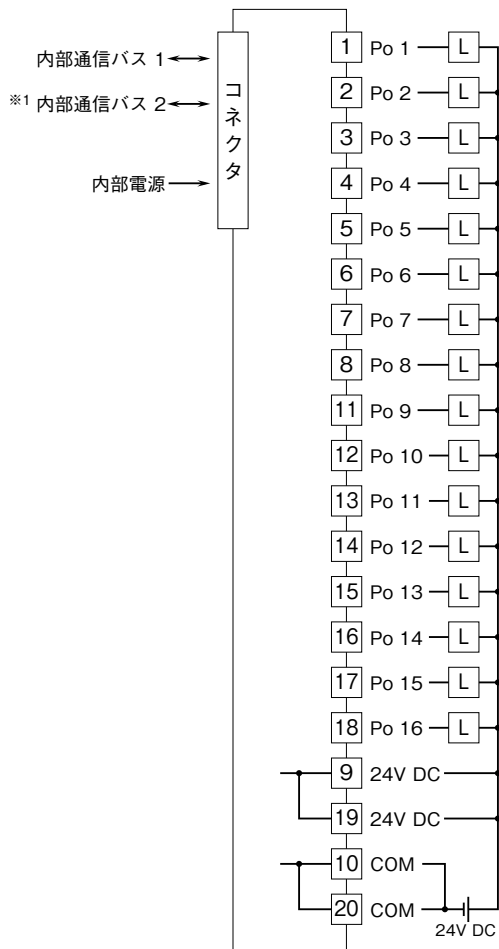 内部通信バス 1
※1 内部通信バス 2
内部電源
コネクタ
1 Po 1 L
2 Po 2 L
3 Po 3 L
4 Po 4 L
5 Po 5 L
6 Po 6 L
7 Po 7 L
8 Po 8 L
11 Po 9 L
12 Po 10 L
13 Po 11 L
14 Po 12 L
15 Po 13 L
16 Po 14 L
17 Po 15 L
18 Po 16 L
9 24V DC
19 24V DC
10 COM
20 COM
24V DC